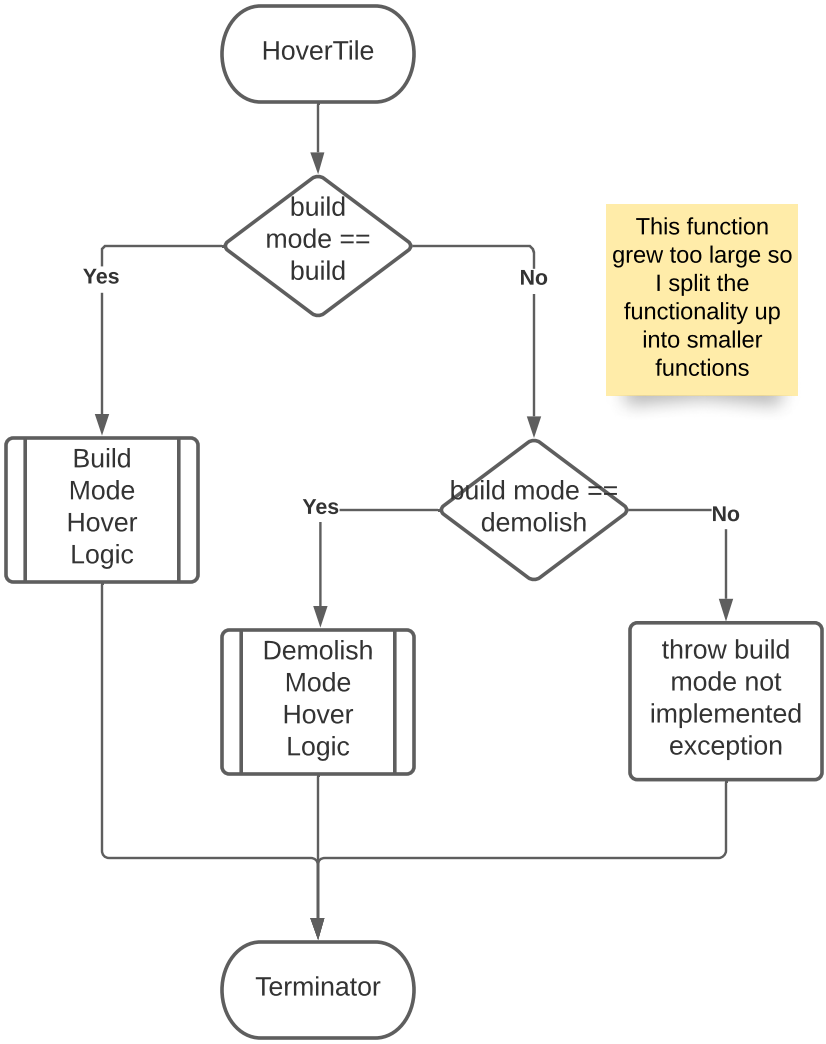 HoverTile
build
mode ==
build
Yes
No
This function
grew too large so
I split the
functionality up
into smaller
functions
Build
Mode
Hover
Logic
build mode ==
demolish
Yes
No
Demolish
Mode
Hover
Logic
throw build
mode not
implemented
exception
Terminator